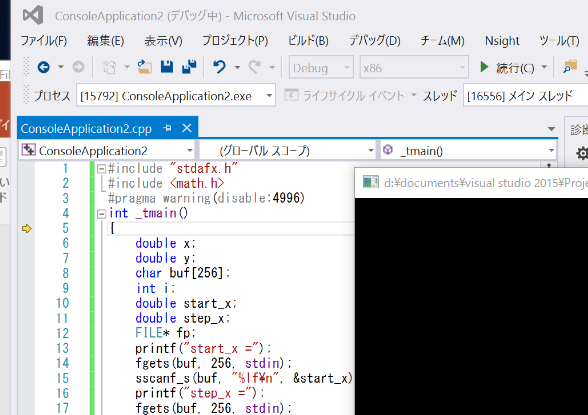 ConsoleApplication2 (デバッグ中) - Microsoft Visual Studio
ファイル(F) 編集(E) 表示(V) プロジェクト(P) ビルド(B) デバッグ(D) チーム(M) Nsight ツール(T)
Debug x86 続行(C)
プロセス [15792] ConsoleApplication2.exe ライフサイクル イベント スレッド [16556] メイン スレッド
ConsoleApplication2.cpp
ConsoleApplication2 (グローバル スコープ) _tmain()
1 #include "stdafx.h"
2 #include <math.h>
3 #pragma warning(disable:4996)
4 int _tmain()
5 {
6 double x;
7 double y;
8 char buf[256];
9 int i;
10 double start_x;
11 double step_x;
12 FILE* fp;
13 printf("start_x =");
14 fgets(buf, 256, stdin);
15 sscanf_s(buf, "%lf¥n", &start_x)
16 printf("step_x =");
17 fgets(buf, 256, stdin);
d:¥documents¥visual studio 2015¥Proje